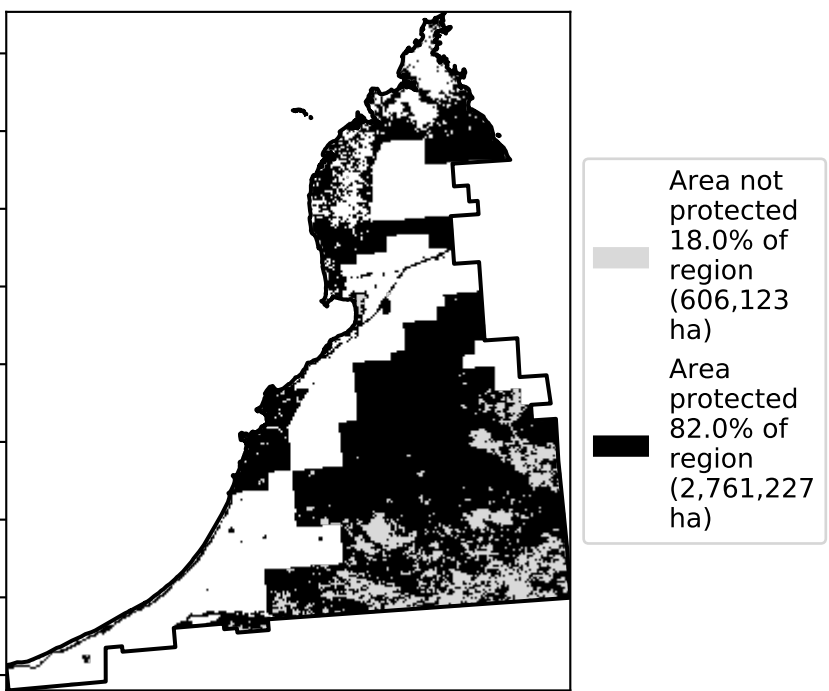 Area not
protected
18.0% of
region
(606,123
ha)
Area
protected
82.0% of
region
(2,761,227
ha)